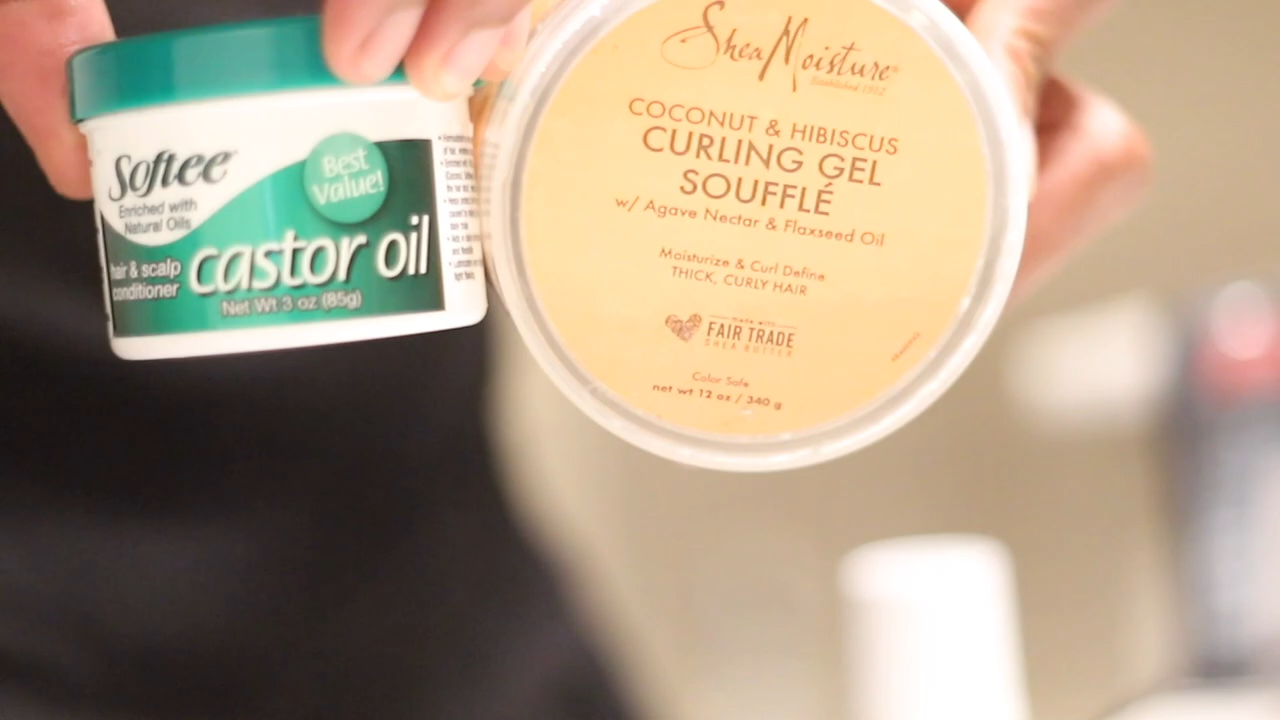 Softee
Enriched with
Natural Oils
Best
Value!
hair & scalp
conditioner
castor oil
Net Wt 3 oz (85g)
SheaMoisture®
Established 1912
COCONUT & HIBISCUS
CURLING GEL
SOUFFLÉ
w/ Agave Nectar & Flaxseed Oil
Moisturize & Curl Define
THICK, CURLY HAIR
made with
FAIR TRADE
SHEA BUTTER
Color Safe
net wt 12 oz / 340 g